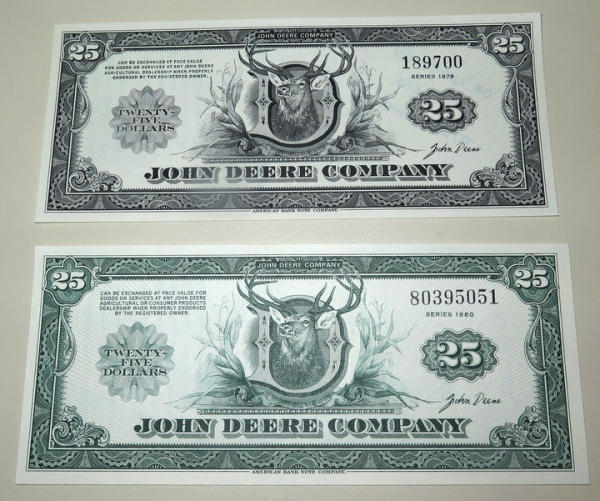 JOHN DEERE COMPANY
25
25
CAN BE EXCHANGED AT FACE VALUE
FOR GOODS OR SERVICES AT ANY JOHN DEERE
AGRICULTURAL DEALERSHIP WHEN PROPERLY
ENDORSED BY THE REGISTERED OWNER.
189700
SERIES 1979
TWENTY-
FIVE
DOLLARS
25
John Deere
JOHN DEERE COMPANY
AMERICAN BANK NOTE COMPANY.
JOHN DEERE COMPANY
25
25
CAN BE EXCHANGED AT FACE VALUE FOR
GOODS OR SERVICES AT ANY JOHN DEERE
AGRICULTURAL OR CONSUMER PRODUCTS
DEALERSHIP WHEN PROPERLY ENDORSED
BY THE REGISTERED OWNER.
80395051
SERIES 1980
TWENTY-
FIVE
DOLLARS
25
John Deere
JOHN DEERE COMPANY
AMERICAN BANK NOTE COMPANY.